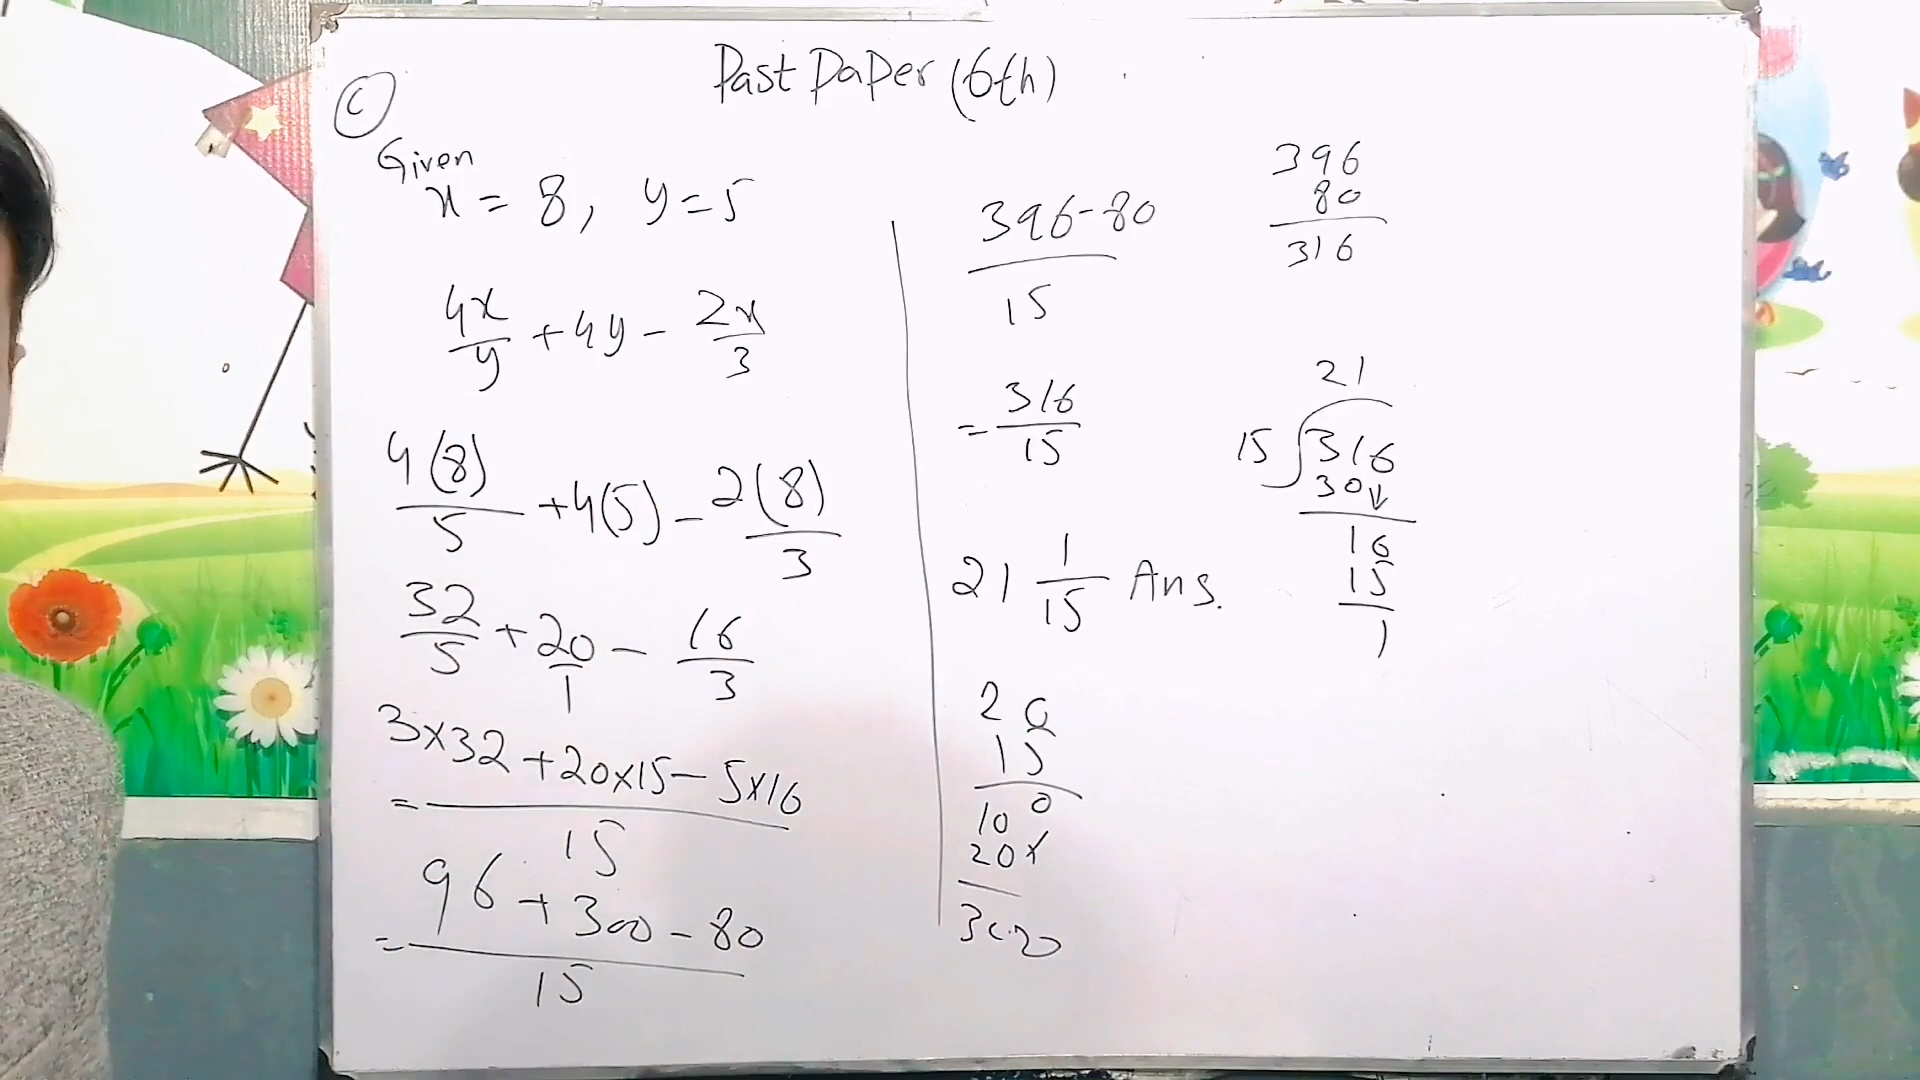 Past Paper (6th)
(c)
Given
x = 8, y = 5
4x/y + 4y - 2x/3
4(8)/5 + 4(5) - 2(8)/3
32/5 + 20/1 - 16/3
= 3×32 + 20×15 - 5×16 / 15
= 96 + 300 - 80 / 15
396 - 80 / 15
= 316/15
21 1/15 Ans.
20
15
100
20×
300
396
80
316
21
15 316
30↓
16
15
1